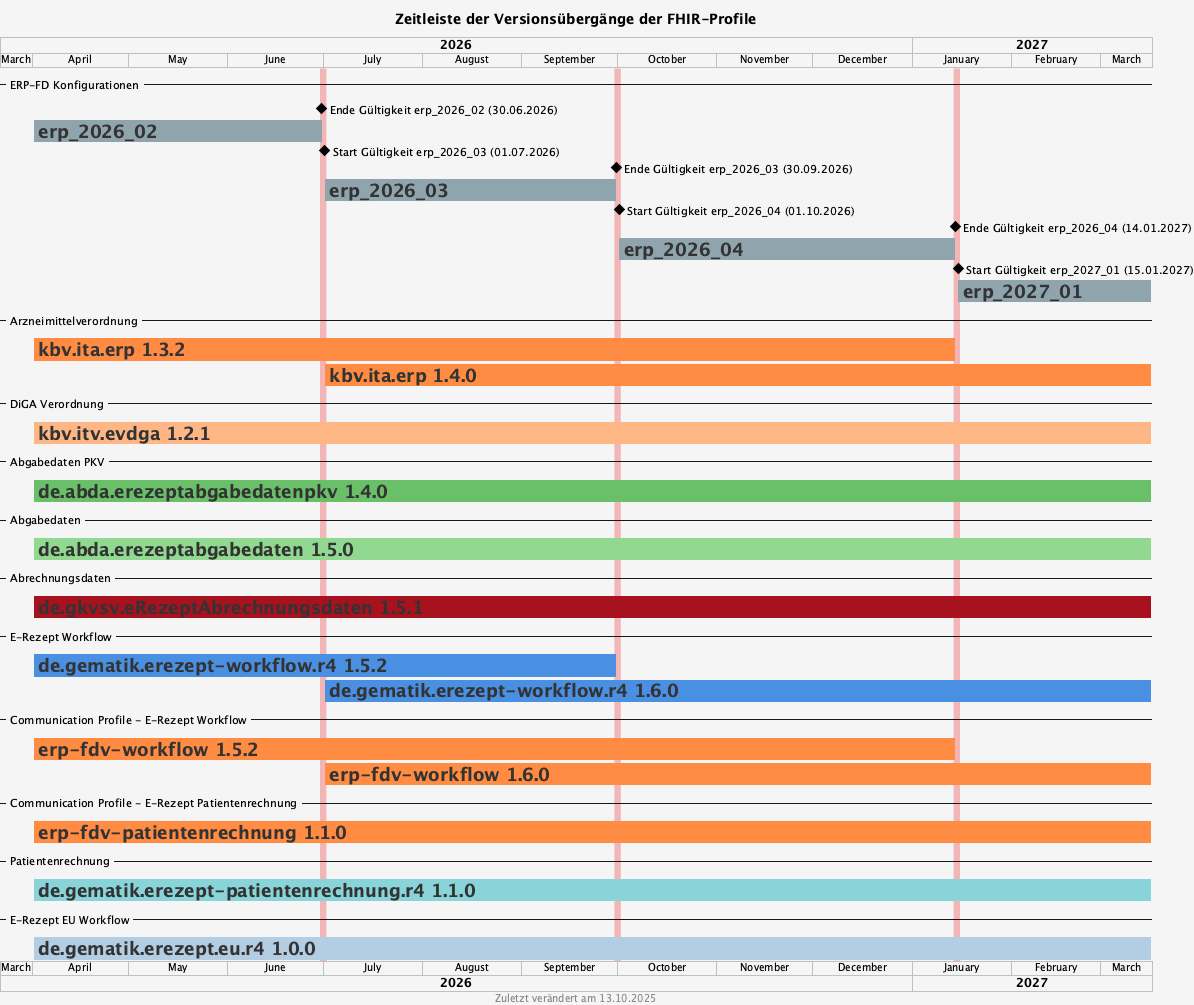 Zeitleiste der Versionsübergänge der FHIR-Profile
2026 2027
March April May June July August September October November December January February March
ERP-FD Konfigurationen
Ende Gültigkeit erp_2026_02 (30.06.2026)
erp_2026_02
Start Gültigkeit erp_2026_03 (01.07.2026)
Ende Gültigkeit erp_2026_03 (30.09.2026)
erp_2026_03
Start Gültigkeit erp_2026_04 (01.10.2026)
Ende Gültigkeit erp_2026_04 (14.01.2027)
erp_2026_04
Start Gültigkeit erp_2027_01 (15.01.2027)
erp_2027_01
Arzneimittelverordnung
kbv.ita.erp 1.3.2
kbv.ita.erp 1.4.0
DiGA Verordnung
kbv.itv.evdga 1.2.1
Abgabedaten PKV
de.abda.erezeptabgabedatenpkv 1.4.0
Abgabedaten
de.abda.erezeptabgabedaten 1.5.0
Abrechnungsdaten
de.gkvsv.eRezeptAbrechnungsdaten 1.5.1
E-Rezept Workflow
de.gematik.erezept-workflow.r4 1.5.2
de.gematik.erezept-workflow.r4 1.6.0
Communication Profile - E-Rezept Workflow
erp-fdv-workflow 1.5.2
erp-fdv-workflow 1.6.0
Communication Profile - E-Rezept Patientenrechnung
erp-fdv-patientenrechnung 1.1.0
Patientenrechnung
de.gematik.erezept-patientenrechnung.r4 1.1.0
E-Rezept EU Workflow
de.gematik.erezept.eu.r4 1.0.0
March April May June July August September October November December January February March
2026 2027
Zuletzt verändert am 13.10.2025